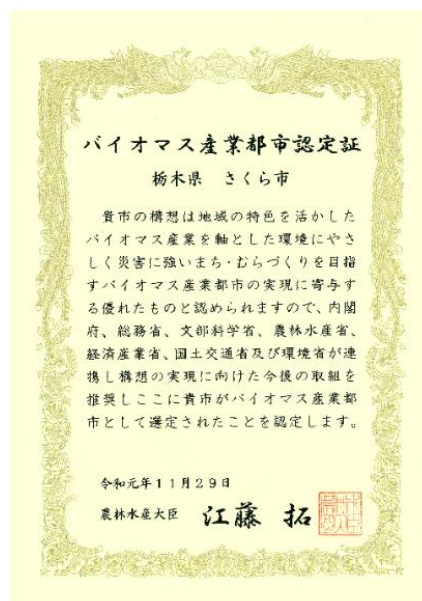 バイオマス産業都市認定証
栃木県 さくら市
貴市の構想は地域の特色を活かした
バイオマス産業を軸とした環境にやさ
しく災害に強いまち・むらづくりを目指
すバイオマス産業都市の実現に寄与す
る優れたものと認められますので、内閣
府、総務省、文部科学省、農林水産省、
経済産業省、国土交通省及び環境省が連
携し構想の実現に向けた今後の取組を
推奨しここに貴市がバイオマス産業都
市として選定されたことを認定します。
令和元年11月29日
農林水産大臣 江藤 拓